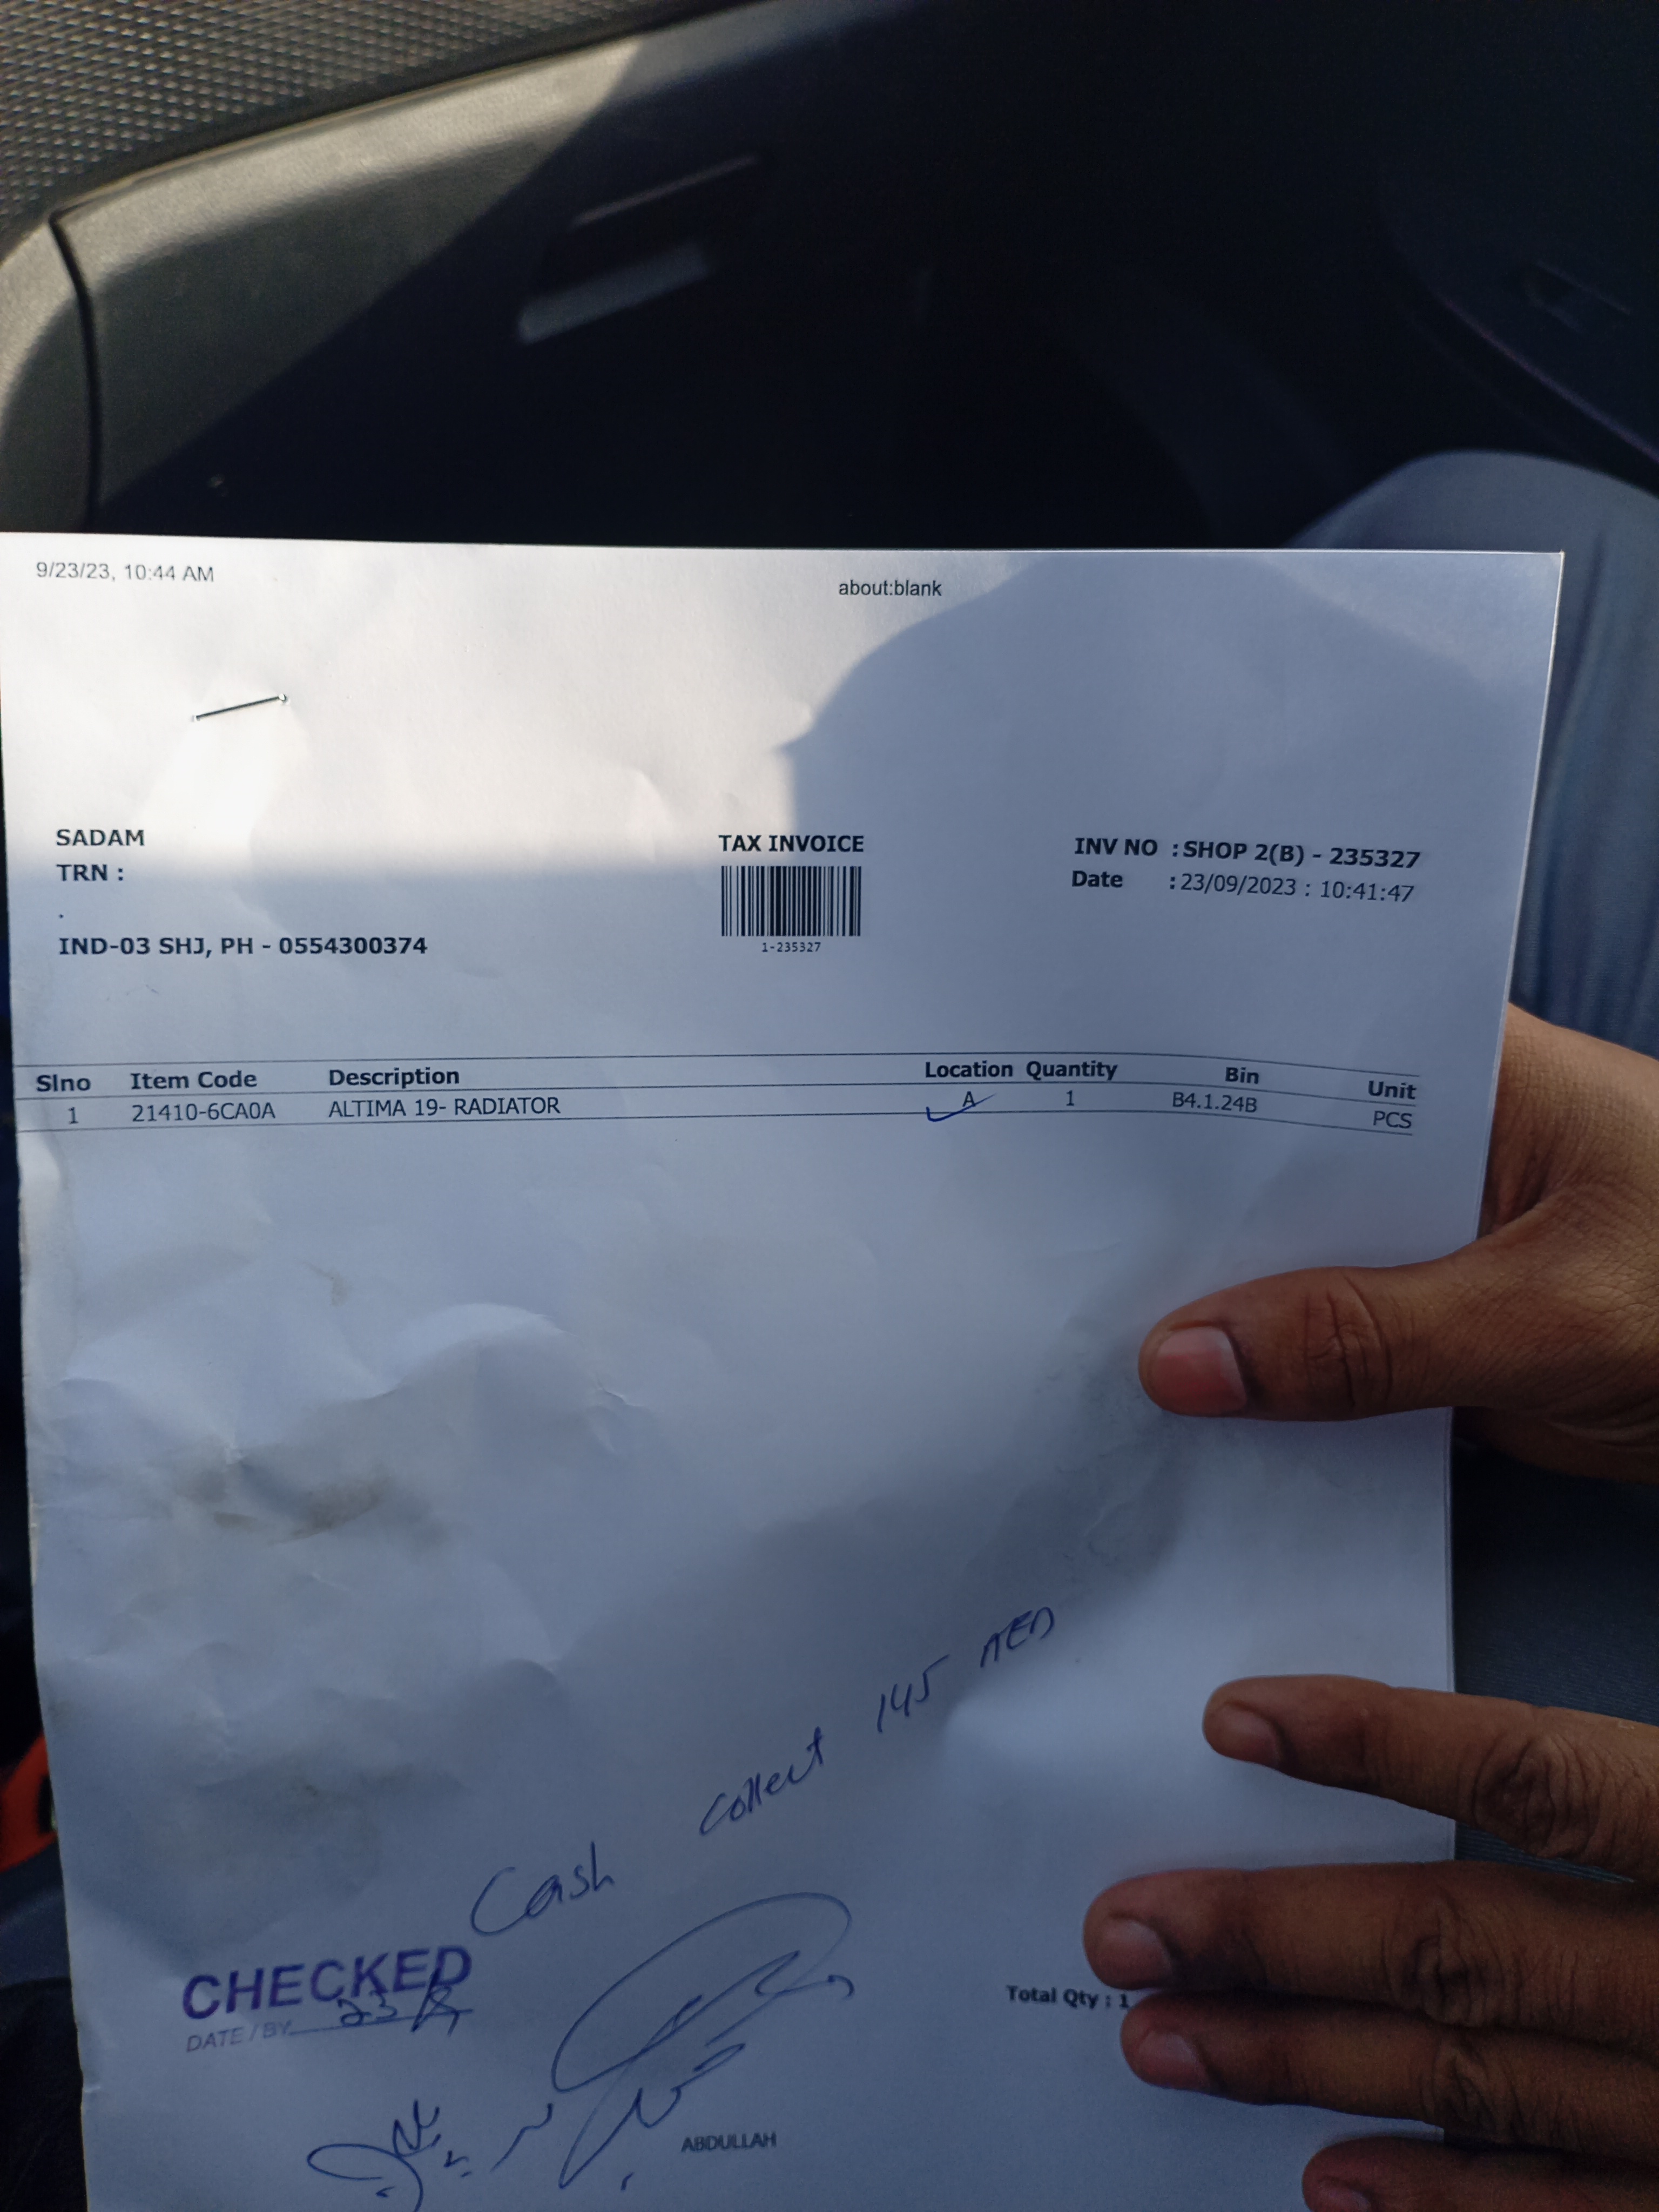 9/23/23, 10:44 AM
about:blank
SADAM
TRN :
.
IND-03 SHJ, PH - 0554300374
TAX INVOICE
1-235327
INV NO : SHOP 2(B) - 235327
Date : 23/09/2023 : 10:41:47
Slno Item Code Description Location Quantity Bin Unit
1 21410-6CA0A ALTIMA 19- RADIATOR A 1 B4.1.24B PCS
Cash collect 145 AED
CHECKED
DATE/BY 23
Total Qty : 1
ABDULLAH